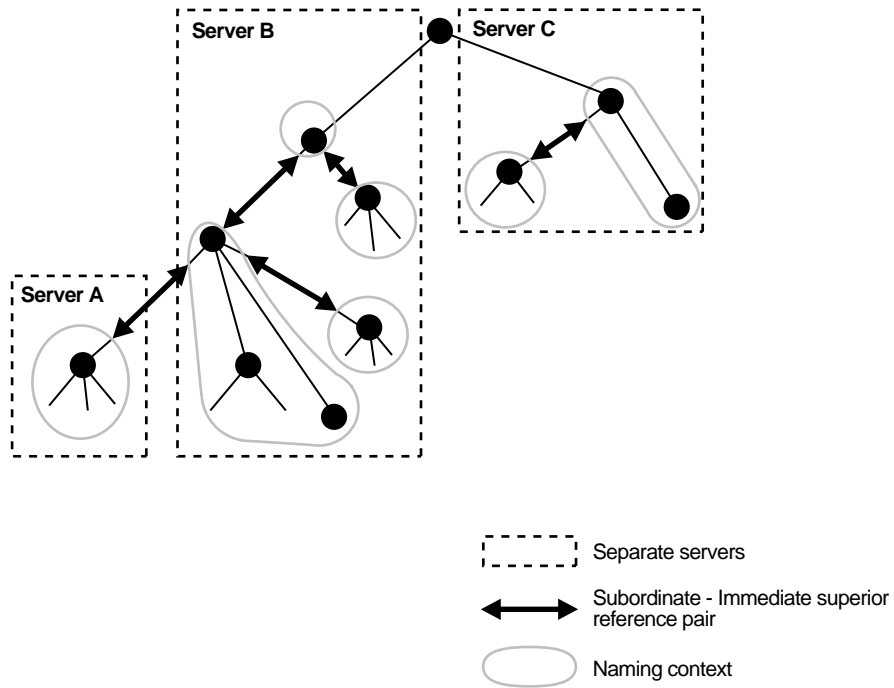 Server B
Server C
Server A
Separate servers
Subordinate - Immediate superior
reference pair
Naming context